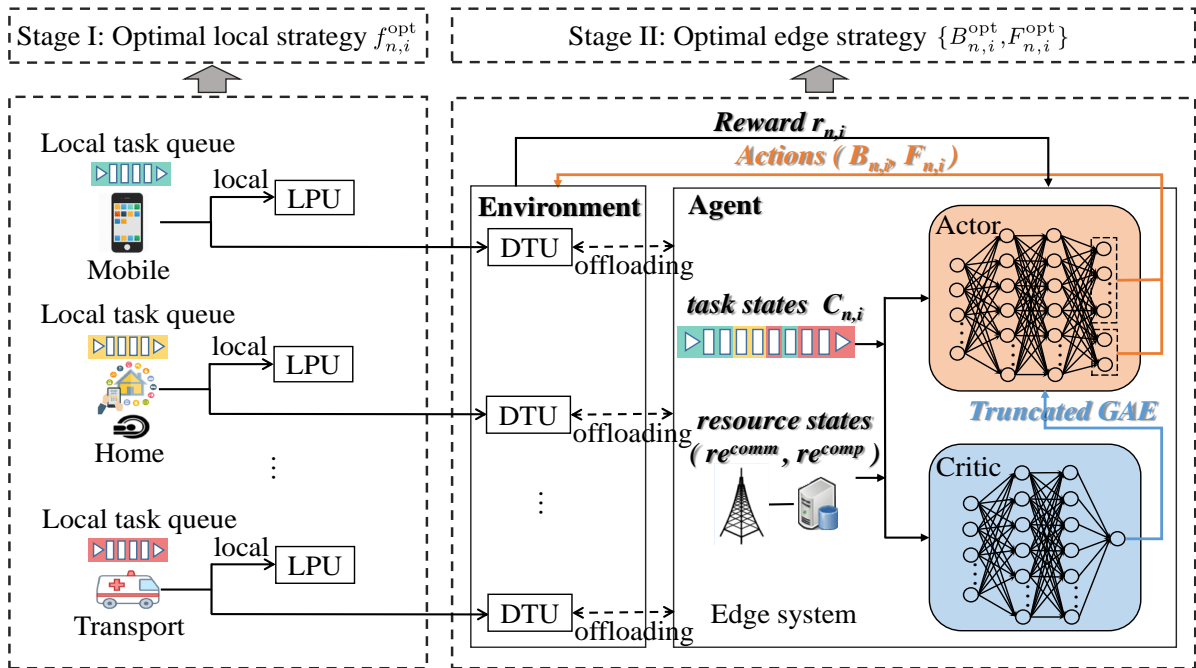 Stage I: Optimal local strategy f_{n,i}^{opt}
Stage II: Optimal edge strategy {B_{n,i}^{opt},F_{n,i}^{opt}}
Local task queue
local
LPU
Mobile
Local task queue
local
LPU
Home
⋮
Local task queue
local
LPU
Transport
Reward r_{n,i}
Actions ( B_{n,i}, F_{n,i})
Environment
DTU
offloading
DTU
offloading
⋮
DTU
offloading
Agent
task states C_{n,i}
resource states
( re^{comm} , re^{comp} )
Edge system
Actor
Truncated GAE
Critic